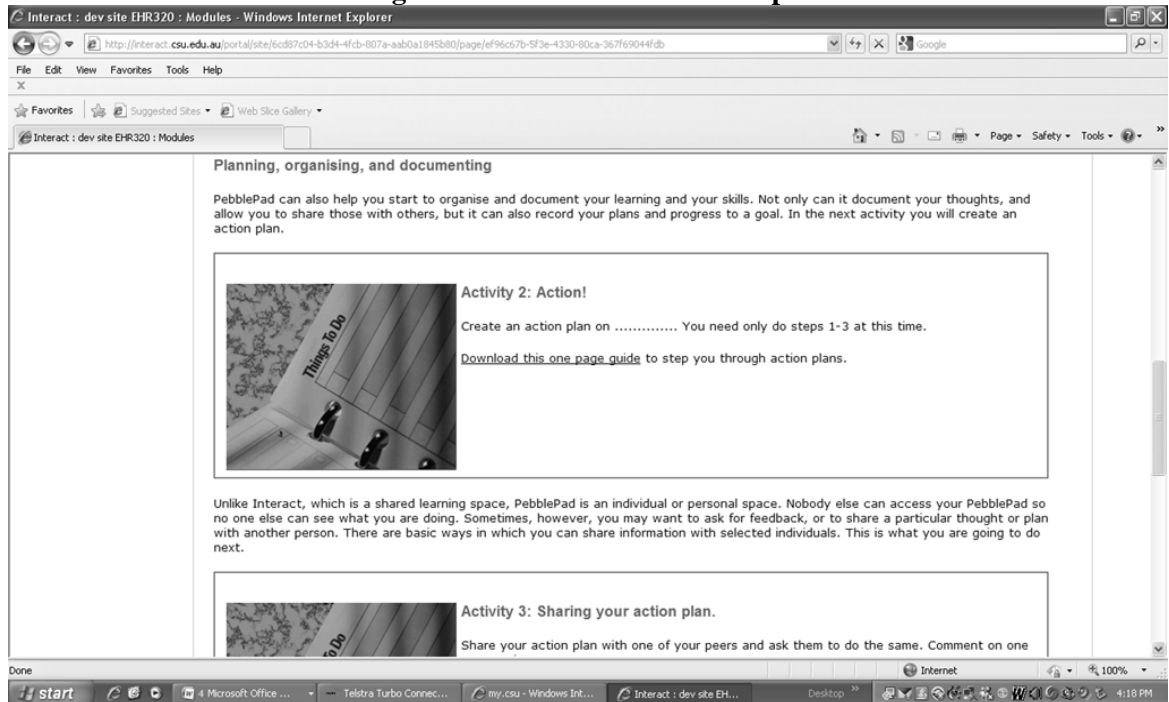 Interact : dev site EHR320 : Modules - Windows Internet Explorer
http://interact.csu.edu.au/portal/site/6cd87c04-b3d4-4fcb-807a-aab0a1845b80/page/ef96c67b-5f3e-4330-80ca-367f69044fdb
Google
File Edit View Favorites Tools Help
X
Favorites Suggested Sites Web Slice Gallery
Interact : dev site EHR320 : Modules Page Safety Tools
Planning, organising, and documenting
PebblePad can also help you start to organise and document your learning and your skills. Not only can it document your thoughts, and
allow you to share those with others, but it can also record your plans and progress to a goal. In the next activity you will create an
action plan.
Things To Do
Activity 2: Action!
Create an action plan on .............. You need only do steps 1-3 at this time.
Download this one page guide to step you through action plans.
Unlike Interact, which is a shared learning space, PebblePad is an individual or personal space. Nobody else can access your PebblePad so
no one else can see what you are doing. Sometimes, however, you may want to ask for feedback, or to share a particular thought or plan
with another person. There are basic ways in which you can share information with selected individuals. This is what you are going to do
next.
Activity 3: Sharing your action plan.
Share your action plan with one of your peers and ask them to do the same. Comment on one
Done Internet 100%
start 4 Microsoft Office ... Telstra Turbo Connec... my.csu - Windows Int... Interact : dev site EH... Desktop 4:18 PM